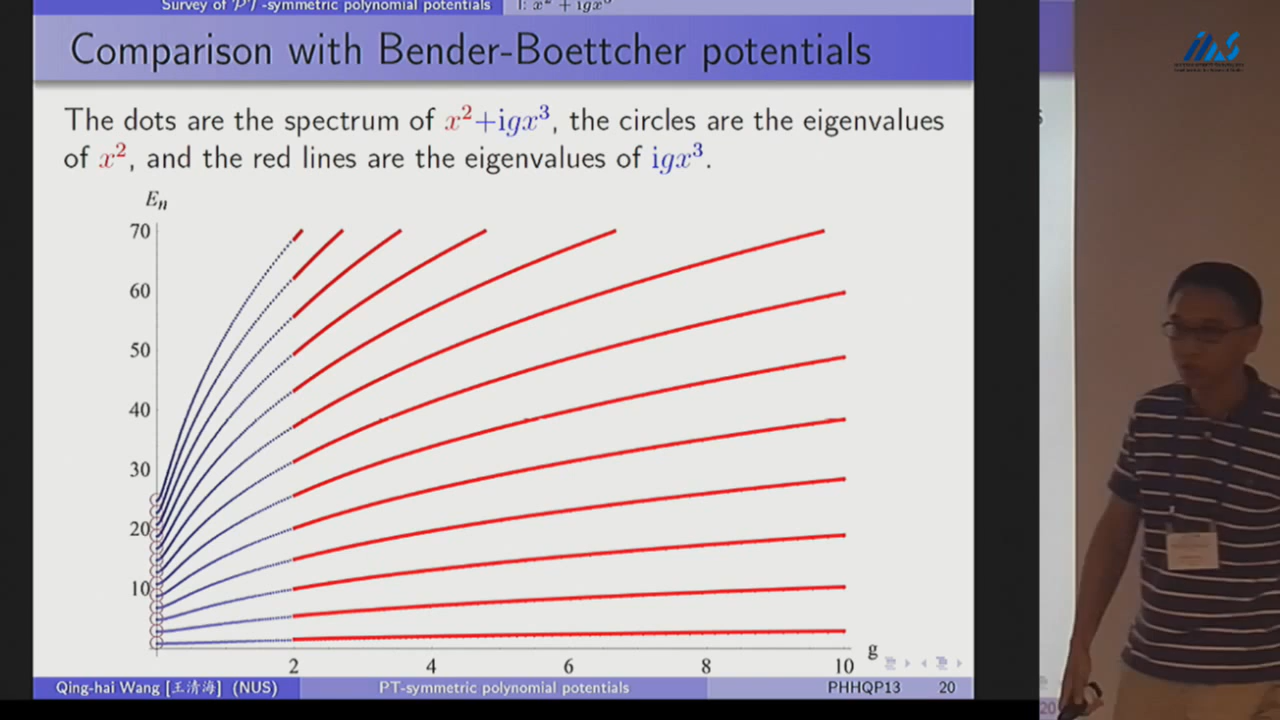 Survey of PT-symmetric polynomial potentials I: x² + igx³
Comparison with Bender-Boettcher potentials
The dots are the spectrum of x²+igx³, the circles are the eigenvalues
of x², and the red lines are the eigenvalues of igx³.
Eₙ
70
60
50
40
30
20
10
2 4 6 8 10 g
Qing-hai Wang [王清海] (NUS) PT-symmetric polynomial potentials PHHQP13 20
20